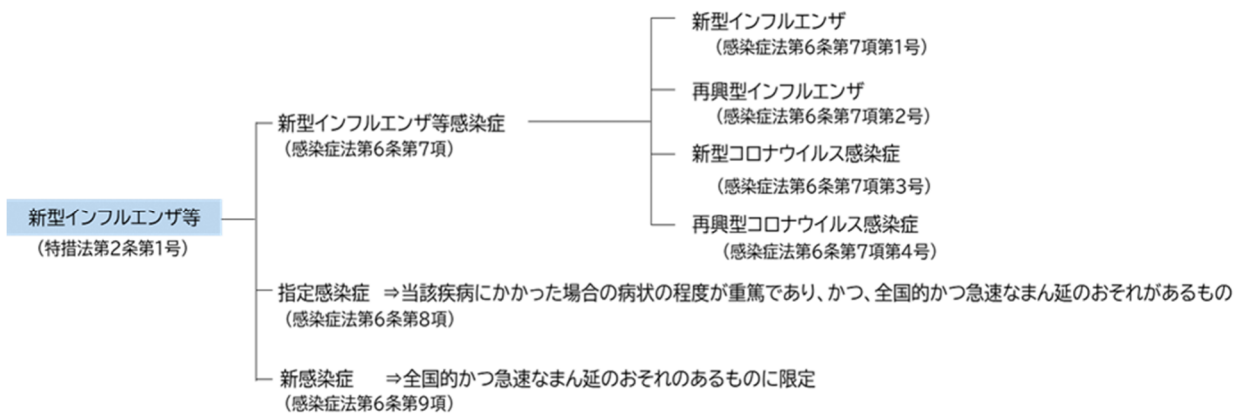 新型インフルエンザ
（感染症法第6条第7項第1号）
再興型インフルエンザ
（感染症法第6条第7項第2号）
新型インフルエンザ等感染症
（感染症法第6条第7項）
新型コロナウイルス感染症
（感染症法第6条第7項第3号）
新型インフルエンザ等
（特措法第2条第1号）
再興型コロナウイルス感染症
（感染症法第6条第7項第4号）
指定感染症 ⇒当該疾病にかかった場合の病状の程度が重篤であり、かつ、全国的かつ急速なまん延のおそれがあるもの
（感染症法第6条第8項）
新感染症 ⇒全国的かつ急速なまん延のおそれのあるものに限定
（感染症法第6条第9項）